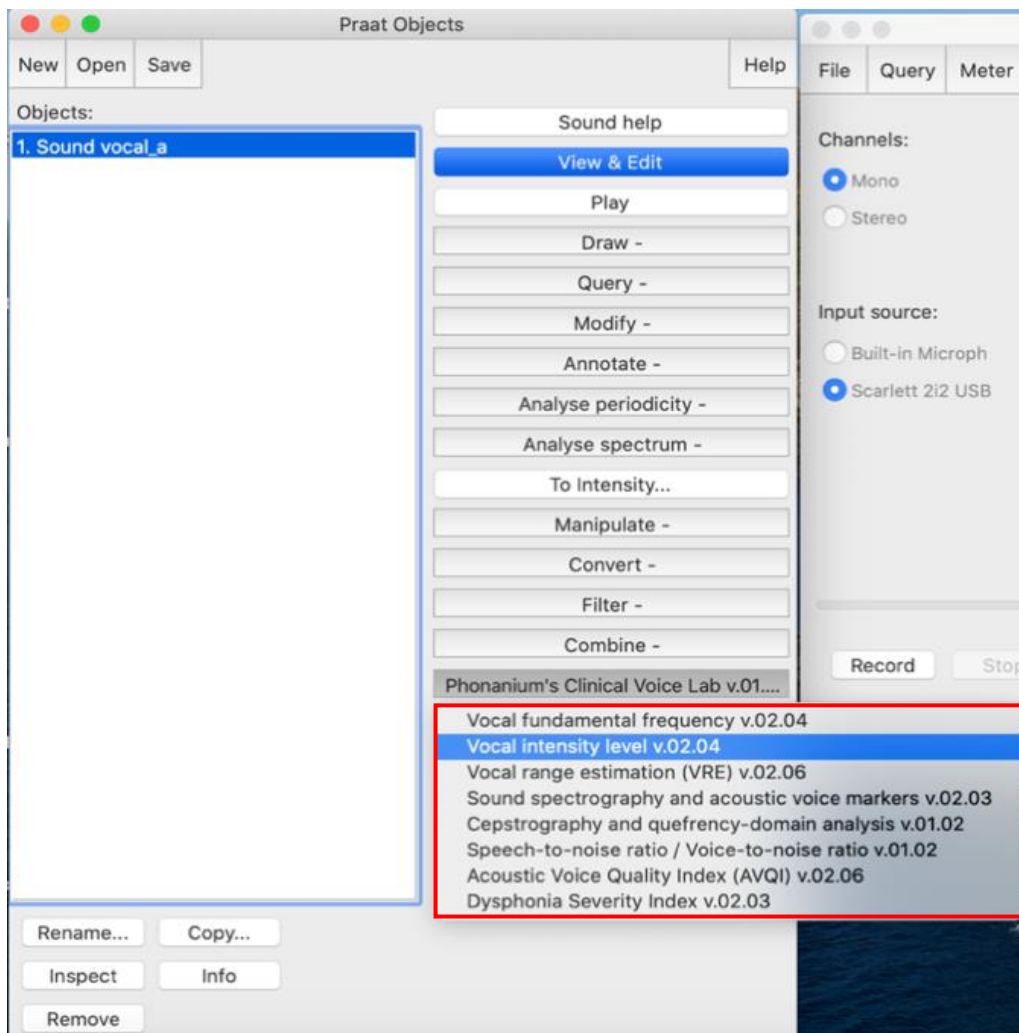 Praat Objects
New Open Save Help
Objects:
1. Sound vocal_a
Sound help
View & Edit
Play
Draw -
Query -
Modify -
Annotate -
Analyse periodicity -
Analyse spectrum -
To Intensity...
Manipulate -
Convert -
Filter -
Combine -
Phonanium's Clinical Voice Lab v.01....
Vocal fundamental frequency v.02.04
Vocal intensity level v.02.04
Vocal range estimation (VRE) v.02.06
Sound spectrography and acoustic voice markers v.02.03
Cepstrography and quefrency-domain analysis v.01.02
Speech-to-noise ratio / Voice-to-noise ratio v.01.02
Acoustic Voice Quality Index (AVQI) v.02.06
Dysphonia Severity Index v.02.03
Rename... Copy...
Inspect Info
Remove
File Query Meter
Channels:
Mono
Stereo
Input source:
Built-in Microph
Scarlett 2i2 USB
Record Stop